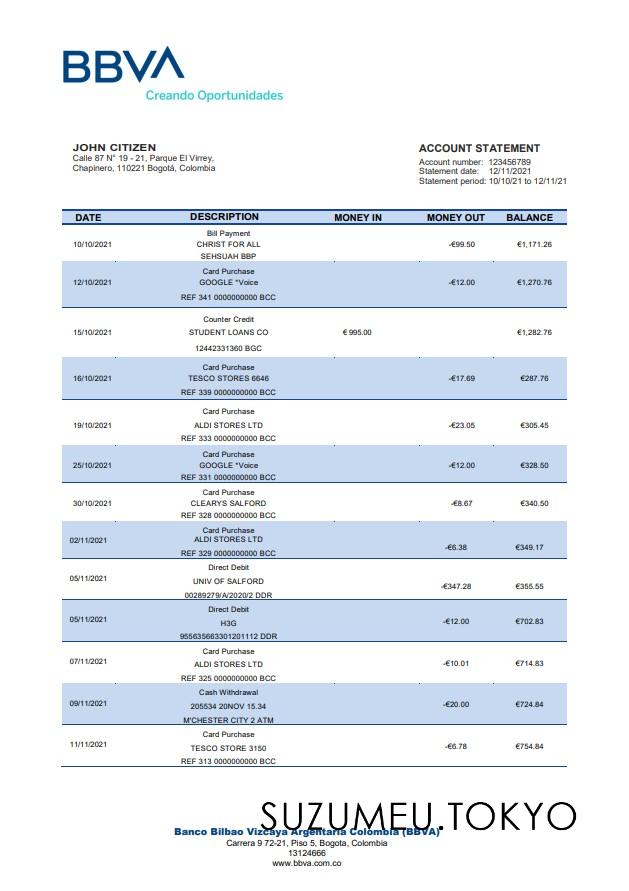 BBVA
Creando Oportunidades
JOHN CITIZEN
Calle 87 N° 19 - 21, Parque El Virrey,
Chapinero, 110221 Bogotá, Colombia
ACCOUNT STATEMENT
Account number: 123456789
Statement date: 12/11/2021
Statement period: 10/10/21 to 12/11/21
DATE DESCRIPTION MONEY IN MONEY OUT BALANCE
Bill Payment
10/10/2021 CHRIST FOR ALL -€99.50 €1,171.26
SEHSUAH BBP
Card Purchase
12/10/2021 GOOGLE *Voice -€12.00 €1,270.76
REF 341 0000000000 BCC
Counter Credit
15/10/2021 STUDENT LOANS CO € 995.00 €1,282.76
12442331360 BGC
Card Purchase
16/10/2021 TESCO STORES 6646 -€17.69 €287.76
REF 339 0000000000 BCC
Card Purchase
19/10/2021 ALDI STORES LTD -€23.05 €305.45
REF 333 0000000000 BCC
Card Purchase
25/10/2021 GOOGLE *Voice -€12.00 €328.50
REF 331 0000000000 BCC
Card Purchase
30/10/2021 CLEARYS SALFORD -€8.67 €340.50
REF 328 0000000000 BCC
Card Purchase
02/11/2021 ALDI STORES LTD -€6.38 €349.17
REF 329 0000000000 BCC
Direct Debit
05/11/2021 UNIV OF SALFORD -€347.28 €355.55
00289279/A/2020/2 DDR
Direct Debit
05/11/2021 H3G -€12.00 €702.83
955635663301201112 DDR
Card Purchase
07/11/2021 ALDI STORES LTD -€10.01 €714.83
REF 325 0000000000 BCC
Cash Withdrawal
09/11/2021 205534 20NOV 15.34 -€20.00 €724.84
M'CHESTER CITY 2 ATM
Card Purchase
11/11/2021 TESCO STORE 3150 -€6.78 €754.84
REF 313 0000000000 BCC
SUZUMEU.TOKYO
Banco Bilbao Vizcaya Argentaria Colombia (BBVA)
Carrera 9 72-21, Piso 5, Bogota, Colombia
13124666
www.bbva.com.co